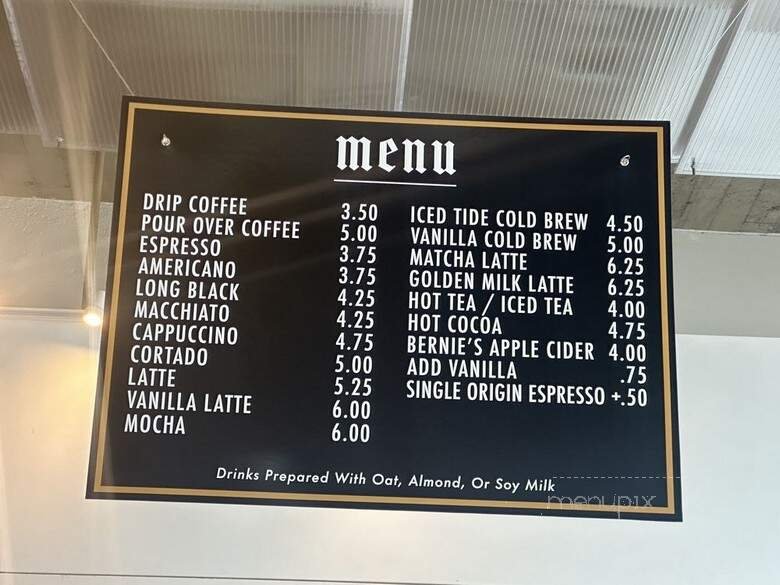 menu
DRIP COFFEE 3.50
POUR OVER COFFEE 5.00
ESPRESSO 3.75
AMERICANO 3.75
LONG BLACK 4.25
MACCHIATO 4.25
CAPPUCCINO 4.75
CORTADO 5.00
LATTE 5.25
VANILLA LATTE 6.00
MOCHA 6.00
ICED TIDE COLD BREW 4.50
VANILLA COLD BREW 5.00
MATCHA LATTE 6.25
GOLDEN MILK LATTE 6.25
HOT TEA / ICED TEA 4.00
HOT COCOA 4.75
BERNIE'S APPLE CIDER 4.00
ADD VANILLA .75
SINGLE ORIGIN ESPRESSO +.50
Drinks Prepared With Oat, Almond, Or Soy Milk
menupix